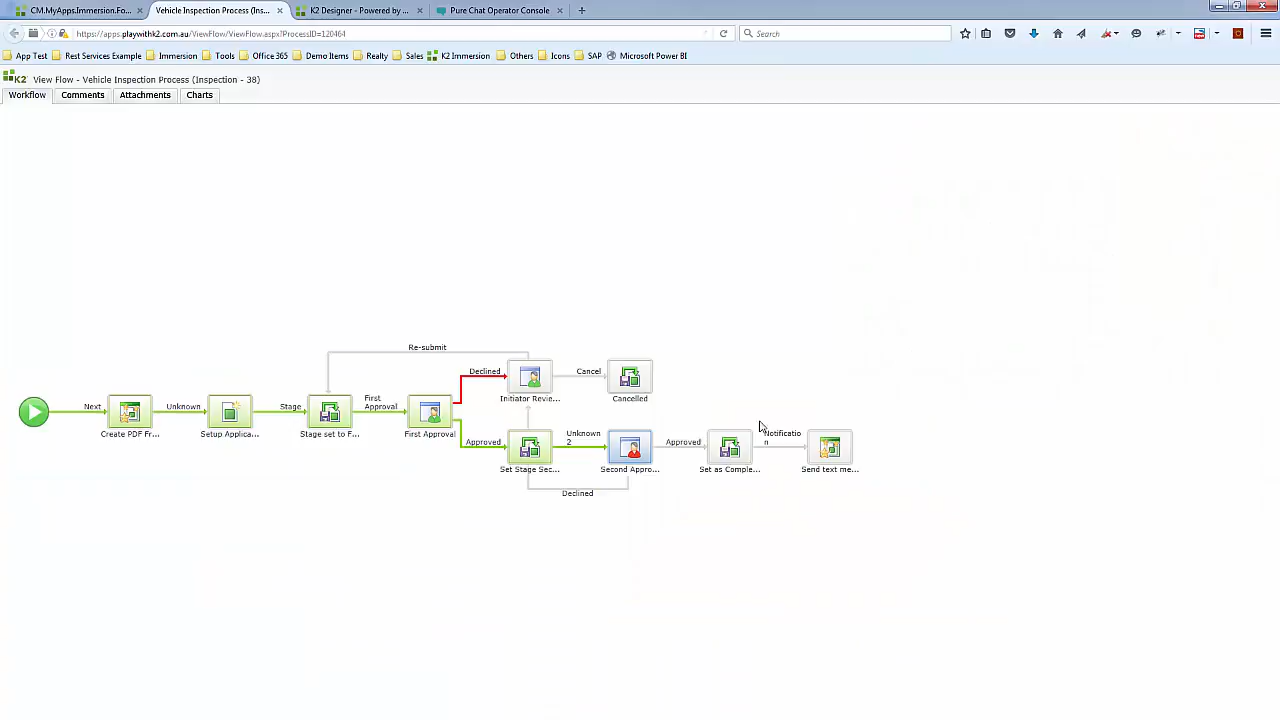 CM.MyApps.Immersion.Fo...
Vehicle Inspection Process (Ins...
K2 Designer - Powered by ...
Pure Chat Operator Console
https://apps.playwithk2.com.au/ViewFlow/ViewFlow.aspx?ProcessID=120464
Search
App Test
Rest Services Example
Immersion
Tools
Office 365
Demo Items
Realty
Sales
K2 Immersion
Others
Icons
SAP
Microsoft Power BI
K2 View Flow - Vehicle Inspection Process (Inspection - 38)
Workflow
Comments
Attachments
Charts
Re-submit
Declined
Cancel
Initiator Revie...
Cancelled
Next
Unknown
Stage
First
Approval
Create PDF Fr...
Setup Applica...
Stage set to F...
First Approval
Approved
Unknown
2
Approved
Notificatio
n
Set Stage Sec...
Second Appro...
Set as Comple...
Send text me...
Declined